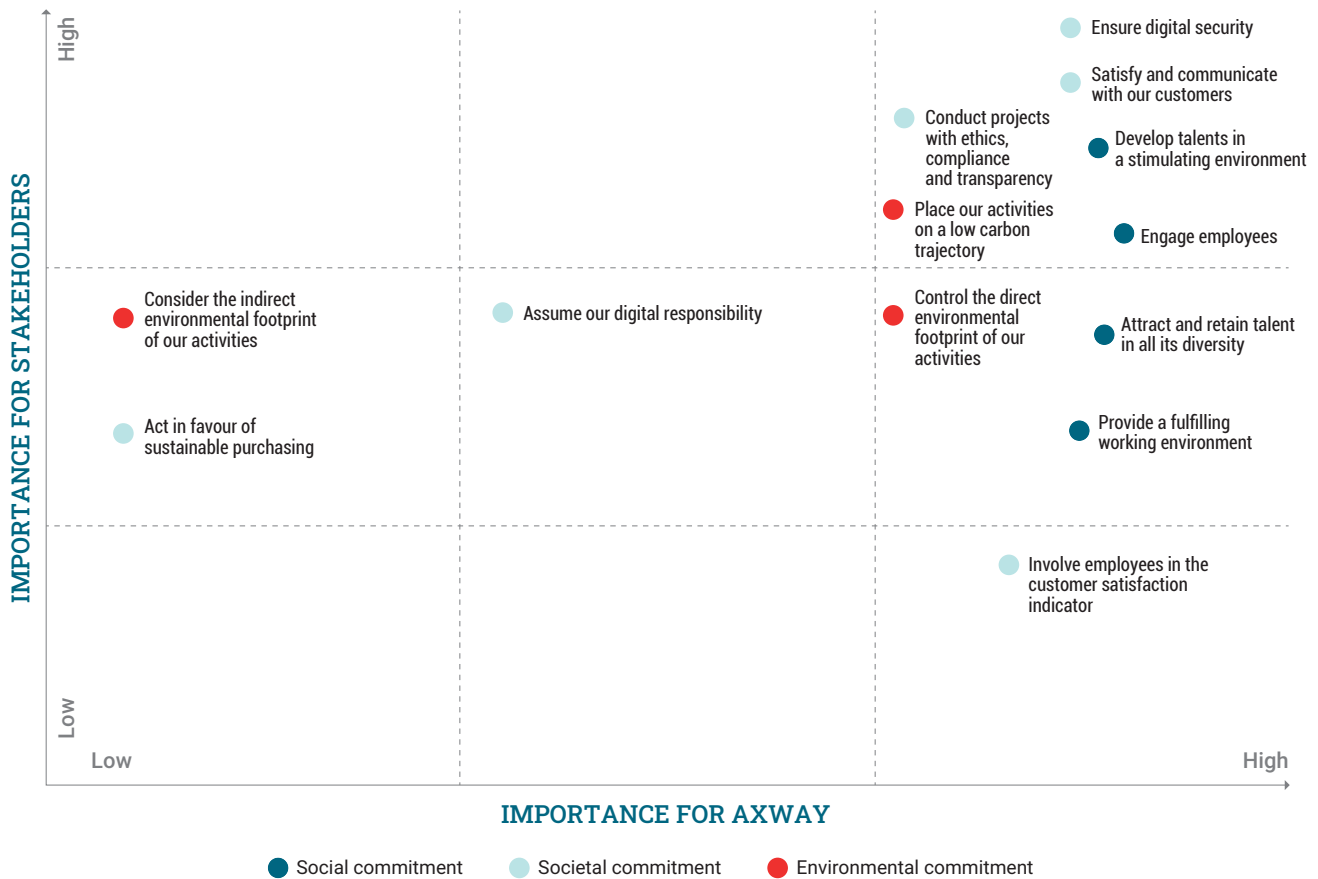 High
Ensure digital security
Satisfy and communicate
with our customers
Conduct projects
with ethics,
compliance
and transparency
Develop talents in
a stimulating environment
Place our activities
on a low carbon
trajectory
Engage employees
IMPORTANCE FOR STAKEHOLDERS
Consider the indirect
environmental footprint
of our activities
Assume our digital responsibility
Control the direct
environmental
footprint of our
activities
Attract and retain talent
in all its diversity
Act in favour of
sustainable purchasing
Provide a fulfilling
working environment
Involve employees in the
customer satisfaction
indicator
Low
Low
High
IMPORTANCE FOR AXWAY
Social commitment
Societal commitment
Environmental commitment